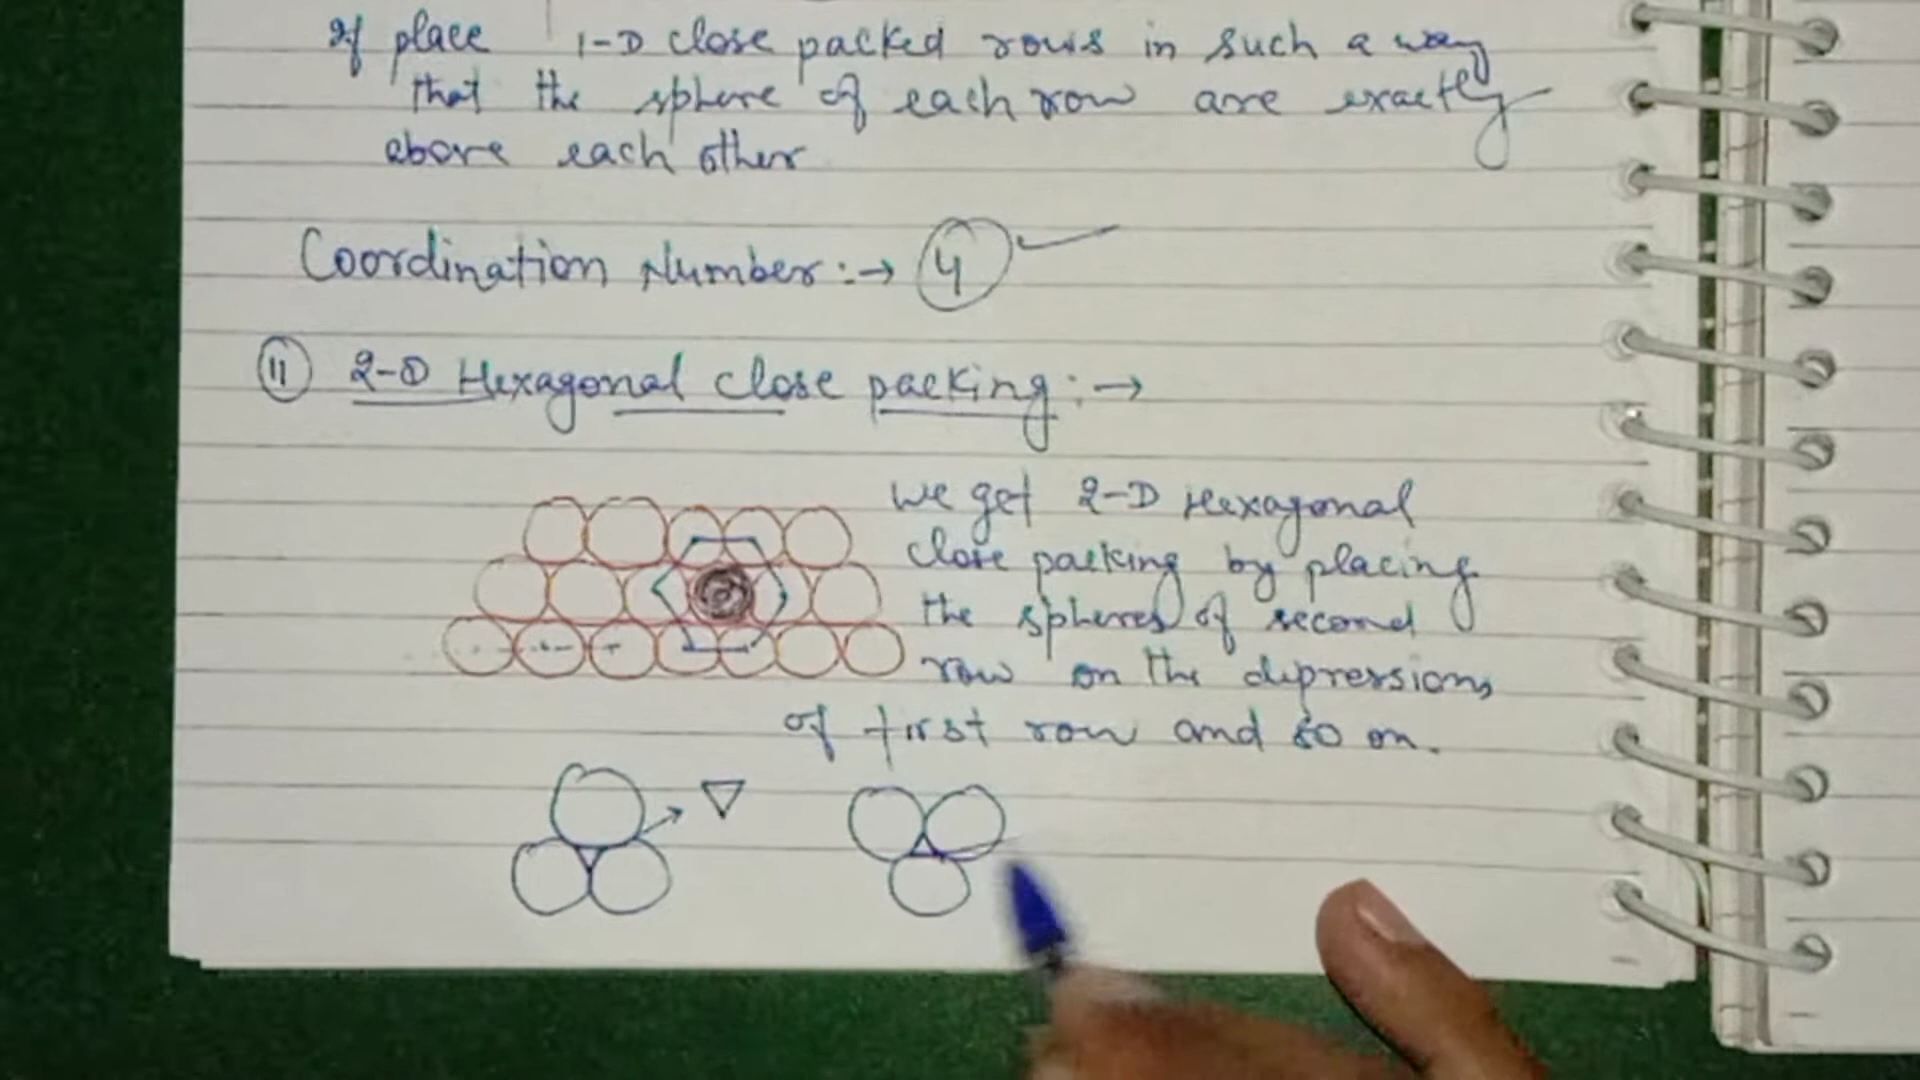 of place 1-D close packed rows in such a way
that the sphere of each row are exactly
above each other
Coordination Number :→ 4
(II) 2-D Hexagonal close packing :→
We get 2-D Hexagonal
close packing by placing
the spheres of second
row on the depressions
of first row and so on.